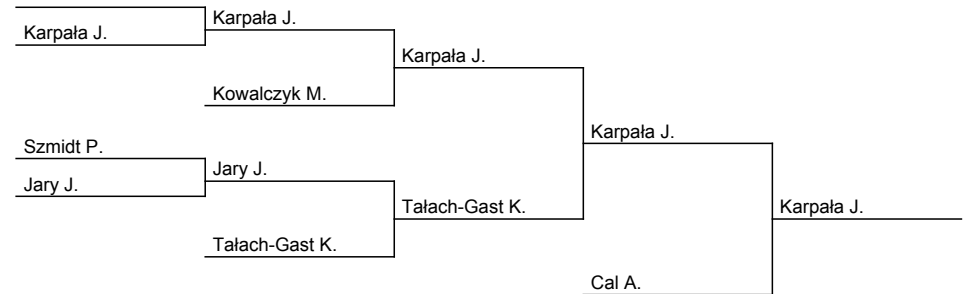 Karpała J.
Karpała J.
Karpała J.
Kowalczyk M.
Karpała J.
Szmidt P.
Jary J.
Jary J.
Tałach-Gast K.
Karpała J.
Tałach-Gast K.
Cal A.